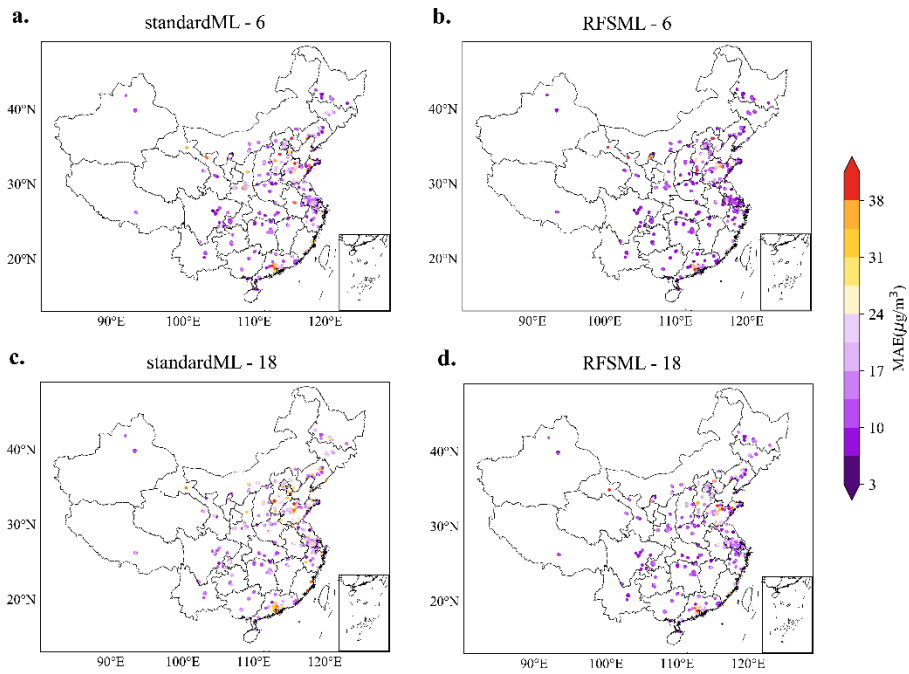 a.
standardML - 6
b.
RFSML - 6
40°N
30°N
20°N
90°E
100°E
110°E
120°E
40°N
30°N
20°N
90°E
100°E
110°E
120°E
38
31
24
17
10
3
MAE(μg/m³)
c.
standardML - 18
d.
RFSML - 18
40°N
30°N
20°N
90°E
100°E
110°E
120°E
40°N
30°N
20°N
90°E
100°E
110°E
120°E